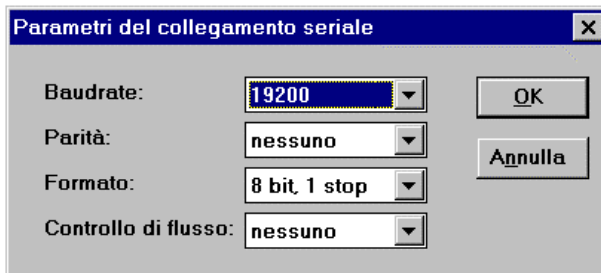 Parametri del collegamento seriale
Baudrate: 19200
OK
Parità: nessuno
Annulla
Formato: 8 bit, 1 stop
Controllo di flusso: nessuno